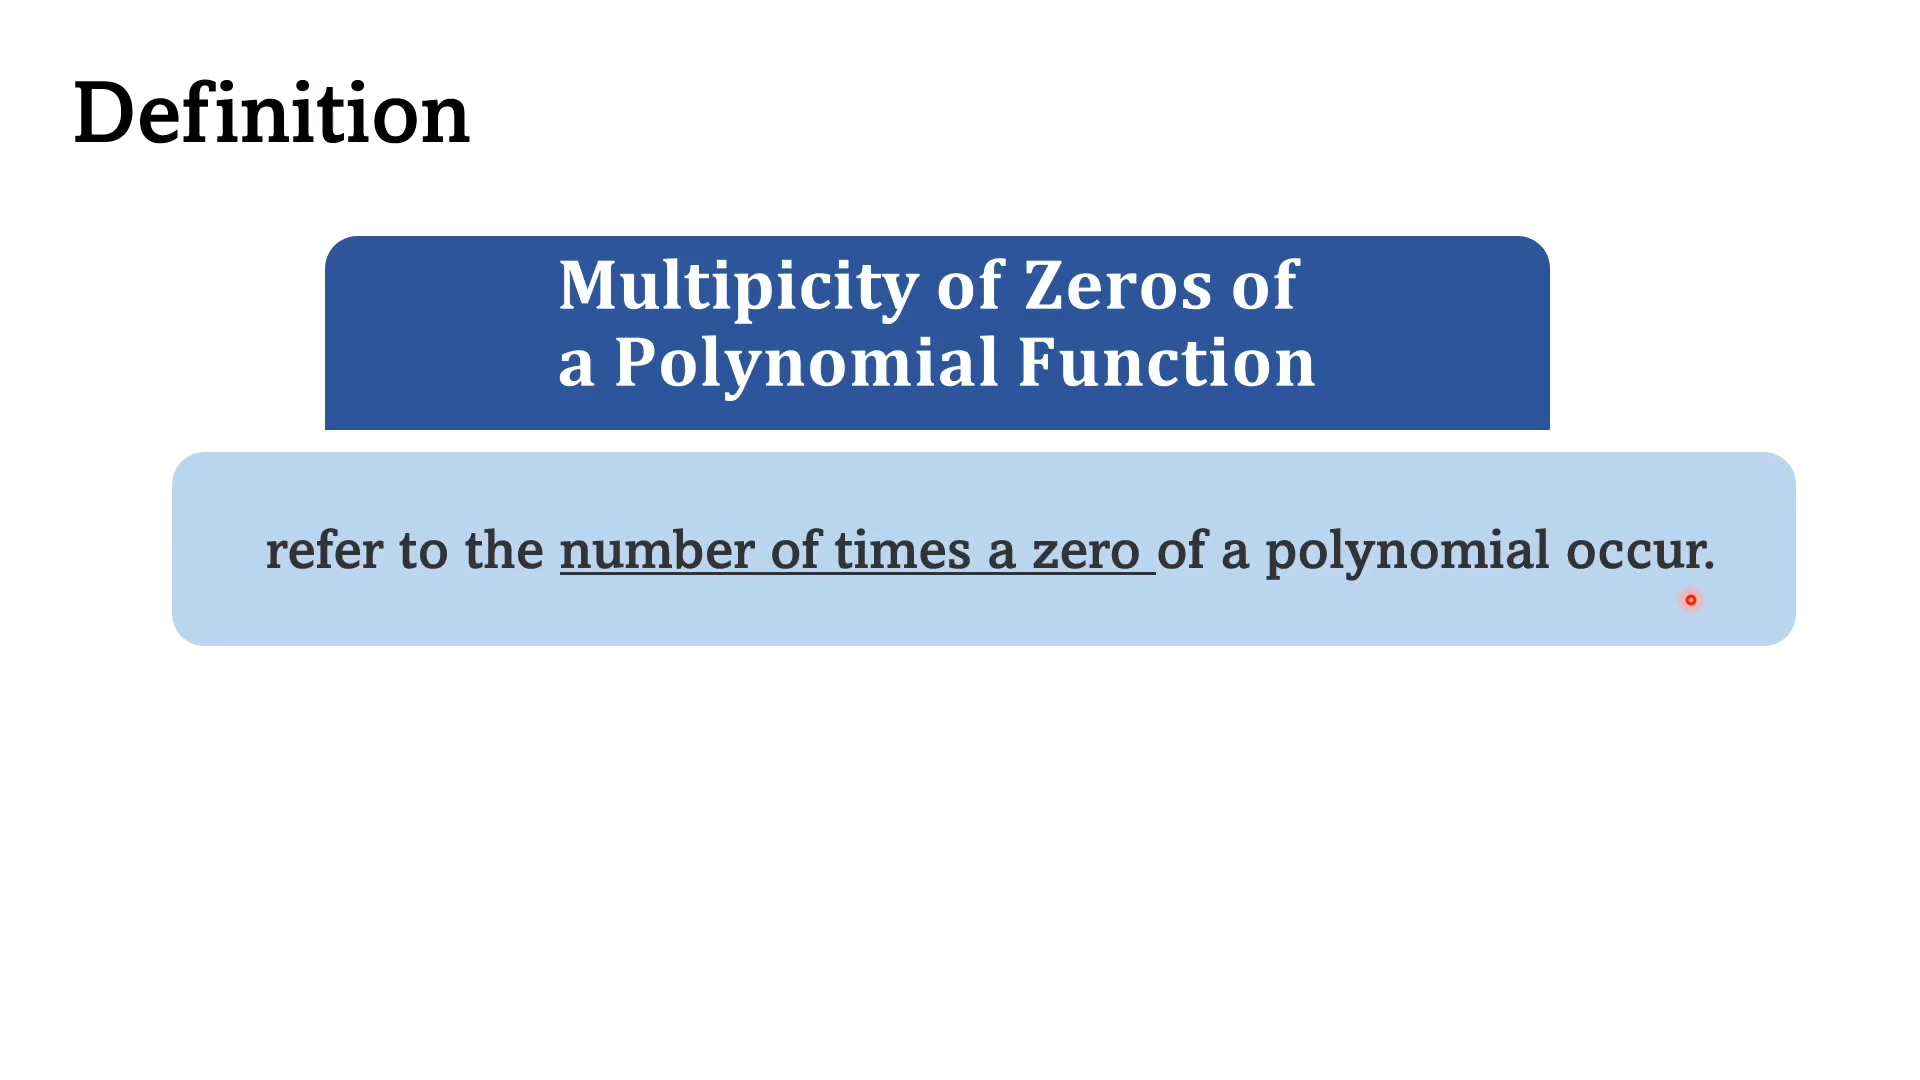 Definition
Multipicity of Zeros of
a Polynomial Function
refer to the number of times a zero of a polynomial occur.